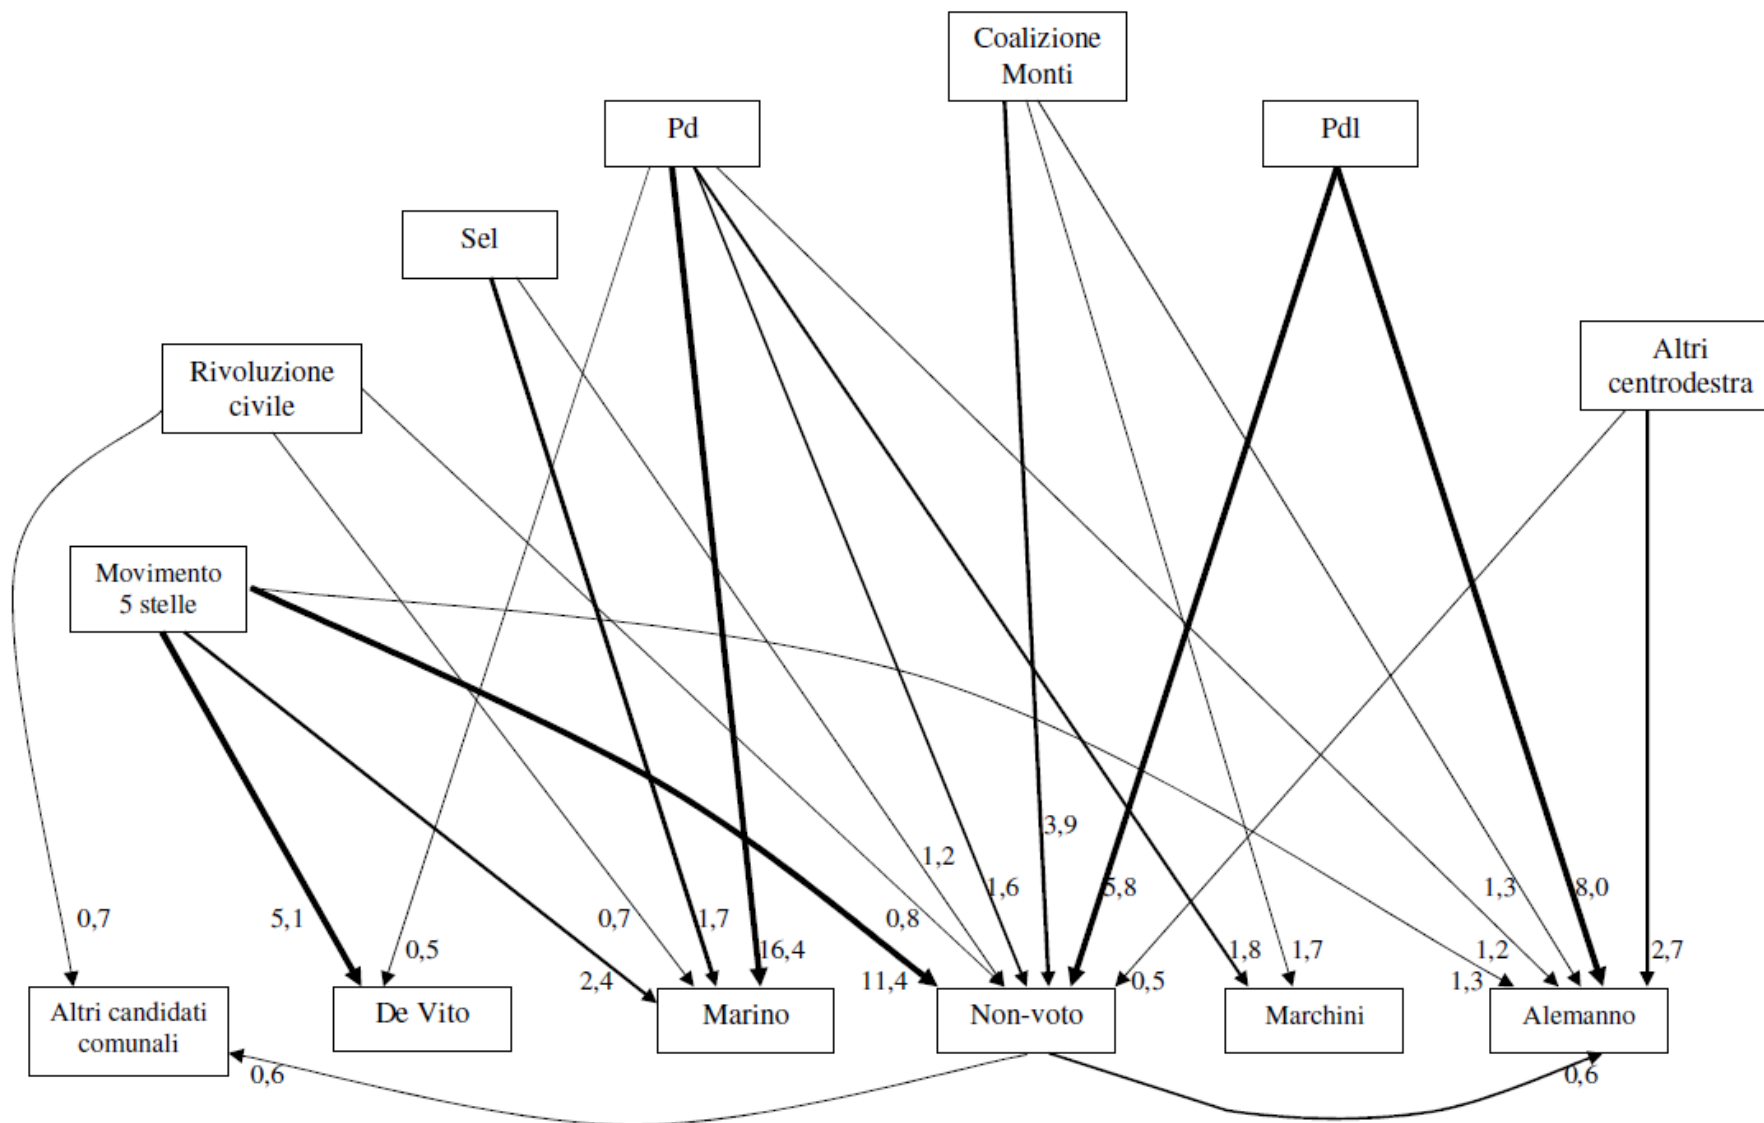 Coalizione
Monti
Pd
Pdl
Sel
Altri
centrodestra
Rivoluzione
civile
Movimento
5 stelle
3,9
1,2
1,6
5,8
1,3
8,0
0,7
5,1
0,7
1,7
0,8
0,5
16,4
1,8
1,7
1,2
2,7
2,4
11,4
0,5
1,3
Altri candidati
comunali
De Vito
Marino
Non-voto
Marchini
Alemanno
0,6
0,6